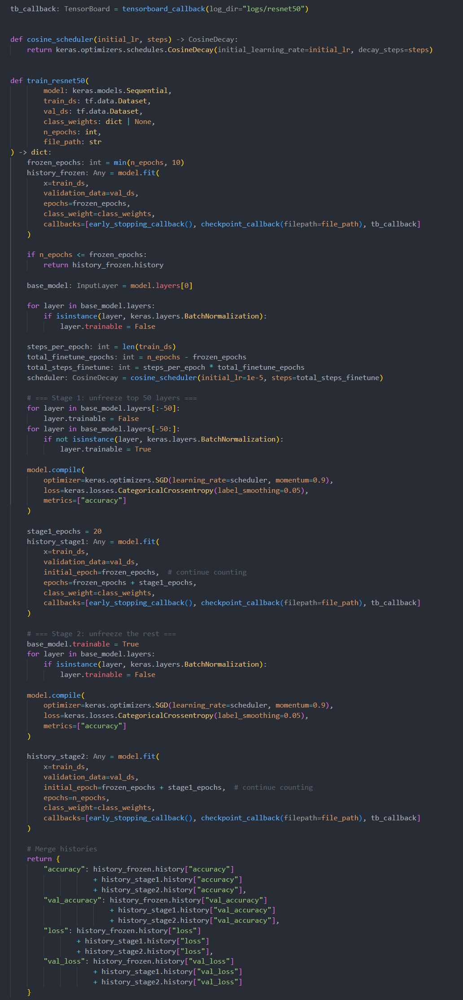 tb_callback: TensorBoard = tensorboard_callback(log_dir="logs/resnet50")
def cosine_scheduler(initial_lr, steps) -> CosineDecay:
    return keras.optimizers.schedules.CosineDecay(initial_learning_rate=initial_lr, decay_steps=steps)
def train_resnet50(
        model: keras.models.Sequential,
        train_ds: tf.data.Dataset,
        val_ds: tf.data.Dataset,
        class_weights: dict | None,
        n_epochs: int,
        file_path: str
) -> dict:
    frozen_epochs: int = min(n_epochs, 10)
    history_frozen: Any = model.fit(
        x=train_ds,
        validation_data=val_ds,
        epochs=frozen_epochs,
        class_weight=class_weights,
        callbacks=[early_stopping_callback(), checkpoint_callback(filepath=file_path), tb_callback]
    )
    if n_epochs <= frozen_epochs:
        return history_frozen.history
    base_model: InputLayer = model.layers[0]
    for layer in base_model.layers:
        if isinstance(layer, keras.layers.BatchNormalization):
            layer.trainable = False
    steps_per_epoch: int = len(train_ds)
    total_finetune_epochs: int = n_epochs - frozen_epochs
    total_steps_finetune: int = steps_per_epoch * total_finetune_epochs
    scheduler: CosineDecay = cosine_scheduler(initial_lr=1e-5, steps=total_steps_finetune)
    # === Stage 1: unfreeze top 50 layers ===
    for layer in base_model.layers[:-50]:
        layer.trainable = False
    for layer in base_model.layers[-50:]:
        if not isinstance(layer, keras.layers.BatchNormalization):
            layer.trainable = True
    model.compile(
        optimizer=keras.optimizers.SGD(learning_rate=scheduler, momentum=0.9),
        loss=keras.losses.CategoricalCrossentropy(label_smoothing=0.05),
        metrics=["accuracy"]
    )
    stage1_epochs = 20
    history_stage1: Any = model.fit(
        x=train_ds,
        validation_data=val_ds,
        initial_epoch=frozen_epochs,  # continue counting
        epochs=frozen_epochs + stage1_epochs,
        class_weight=class_weights,
        callbacks=[early_stopping_callback(), checkpoint_callback(filepath=file_path), tb_callback]
    )
    # === Stage 2: unfreeze the rest ===
    base_model.trainable = True
    for layer in base_model.layers:
        if isinstance(layer, keras.layers.BatchNormalization):
            layer.trainable = False
    model.compile(
        optimizer=keras.optimizers.SGD(learning_rate=scheduler, momentum=0.9),
        loss=keras.losses.CategoricalCrossentropy(label_smoothing=0.05),
        metrics=["accuracy"]
    )
    history_stage2: Any = model.fit(
        x=train_ds,
        validation_data=val_ds,
        initial_epoch=frozen_epochs + stage1_epochs,  # continue counting
        epochs=n_epochs,
        class_weight=class_weights,
        callbacks=[early_stopping_callback(), checkpoint_callback(filepath=file_path), tb_callback]
    )
    # Merge histories
    return {
        "accuracy": history_frozen.history["accuracy"]
                    + history_stage1.history["accuracy"]
                    + history_stage2.history["accuracy"],
        "val_accuracy": history_frozen.history["val_accuracy"]
                        + history_stage1.history["val_accuracy"]
                        + history_stage2.history["val_accuracy"],
        "loss": history_frozen.history["loss"]
                + history_stage1.history["loss"]
                + history_stage2.history["loss"],
        "val_loss": history_frozen.history["val_loss"]
                    + history_stage1.history["val_loss"]
                    + history_stage2.history["val_loss"]
    }